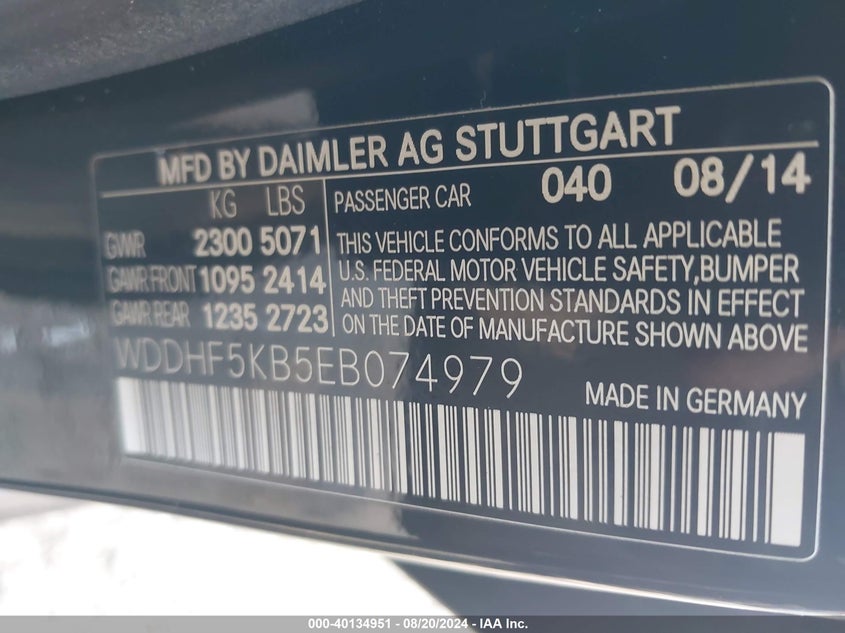 MFD BY DAIMLER AG STUTTGART
KG LBS
GVWR 2300 5071
GAWR FRONT 1095 2414
GAWR REAR 1235 2723
PASSENGER CAR 040 08/14
THIS VEHICLE CONFORMS TO ALL APPLICABLE
U.S. FEDERAL MOTOR VEHICLE SAFETY,BUMPER
AND THEFT PREVENTION STANDARDS IN EFFECT
ON THE DATE OF MANUFACTURE SHOWN ABOVE
WDDHF5KB5EB074979
MADE IN GERMANY
000-40134951 | 08/20/2024 - IAA Inc.